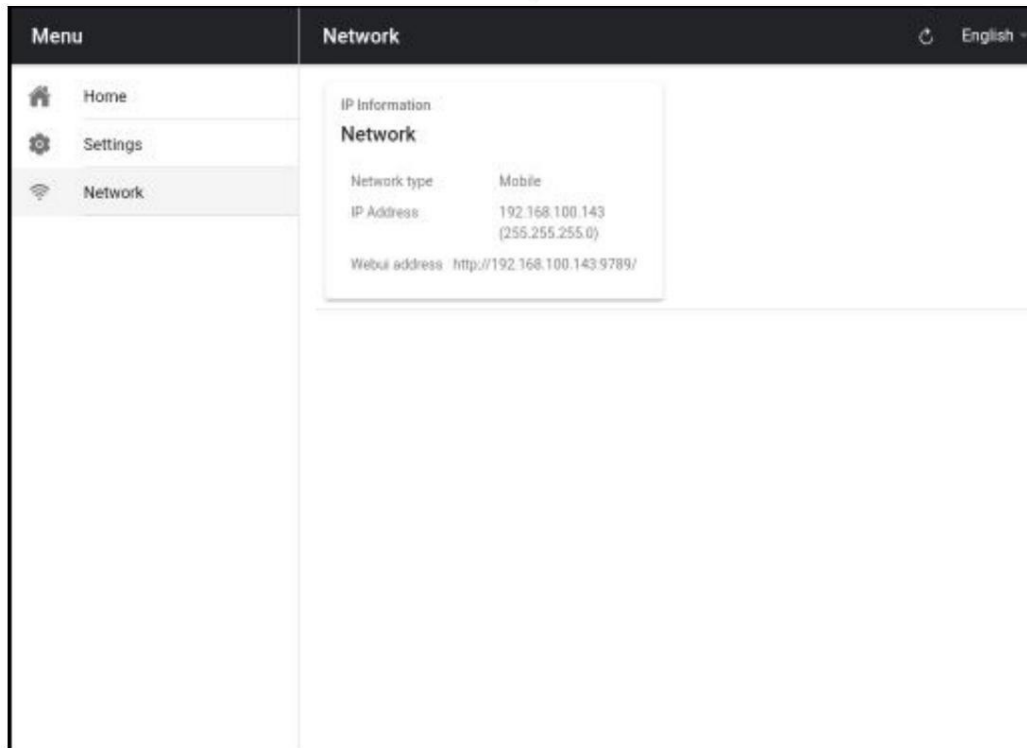 Menu
Network
English
Home
Settings
Network
IP Information
Network
Network type Mobile
IP Address 192.168.100.143
(255.255.255.0)
Webui address http://192.168.100.143:9789/